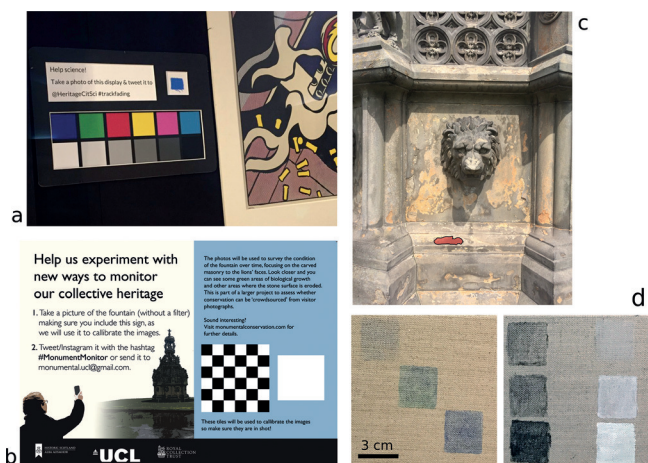 a
Help science!
Take a photo of this display & tweet it to
@HeritageCitSci #trackfading
c
b
Help us experiment with
new ways to monitor
our collective heritage
1. Take a picture of the fountain (without a filter)
making sure you include this sign, as
we will use it to callibrate the images.
2. Tweet/Instagram it with the hashtag
#MonumentMonitor or send it to
monumental.ucl@gmail.com.
The photos will be used to survey the condition
of the fountain over time, focusing on the carved
masonry to the lions' faces. Look closer and you
can see some green areas of biological growth
and other areas where the stone surface is eroded.
This is part of a larger project to assess whether
conservation can be 'crowdsourced' from visitor
photographs.
Sound interesting?
Visit monumentalconservation.com for
further details.
These tiles will be used to callibrate the images
so make sure they are in shot!
UCL
ROYAL
COLLECTION
TRUST
d
3 cm